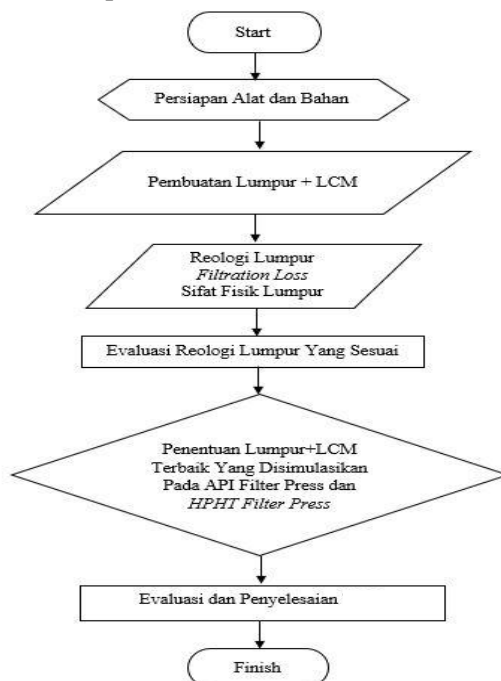 Start
Persiapan Alat dan Bahan
Pembuatan Lumpur + LCM
Reologi Lumpur
Filtration Loss
Sifat Fisik Lumpur
Evaluasi Reologi Lumpur Yang Sesuai
Penentuan Lumpur+LCM
Terbaik Yang Disimulasikan
Pada API Filter Press dan
HPHT Filter Press
Evaluasi dan Penyelesaian
Finish